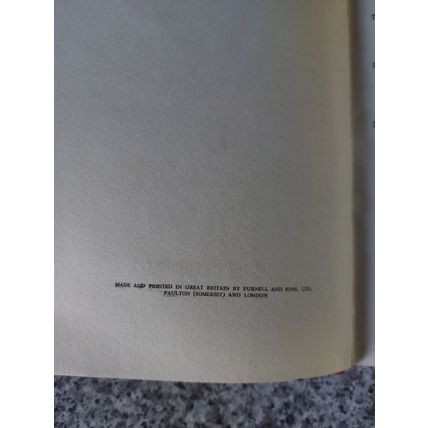 MADE AND PRINTED IN GREAT BRITAIN BY PURNELL AND SONS, LTD.
PAULTON (SOMERSET) AND LONDON